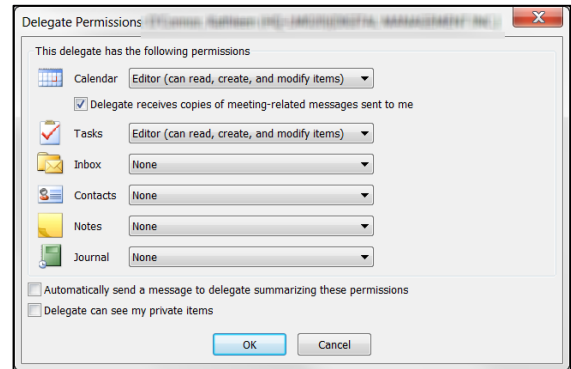 Delegate Permissions
This delegate has the following permissions
Calendar Editor (can read, create, and modify items)
Delegate receives copies of meeting-related messages sent to me
Tasks Editor (can read, create, and modify items)
Inbox None
Contacts None
Notes None
Journal None
Automatically send a message to delegate summarizing these permissions
Delegate can see my private items
OK Cancel